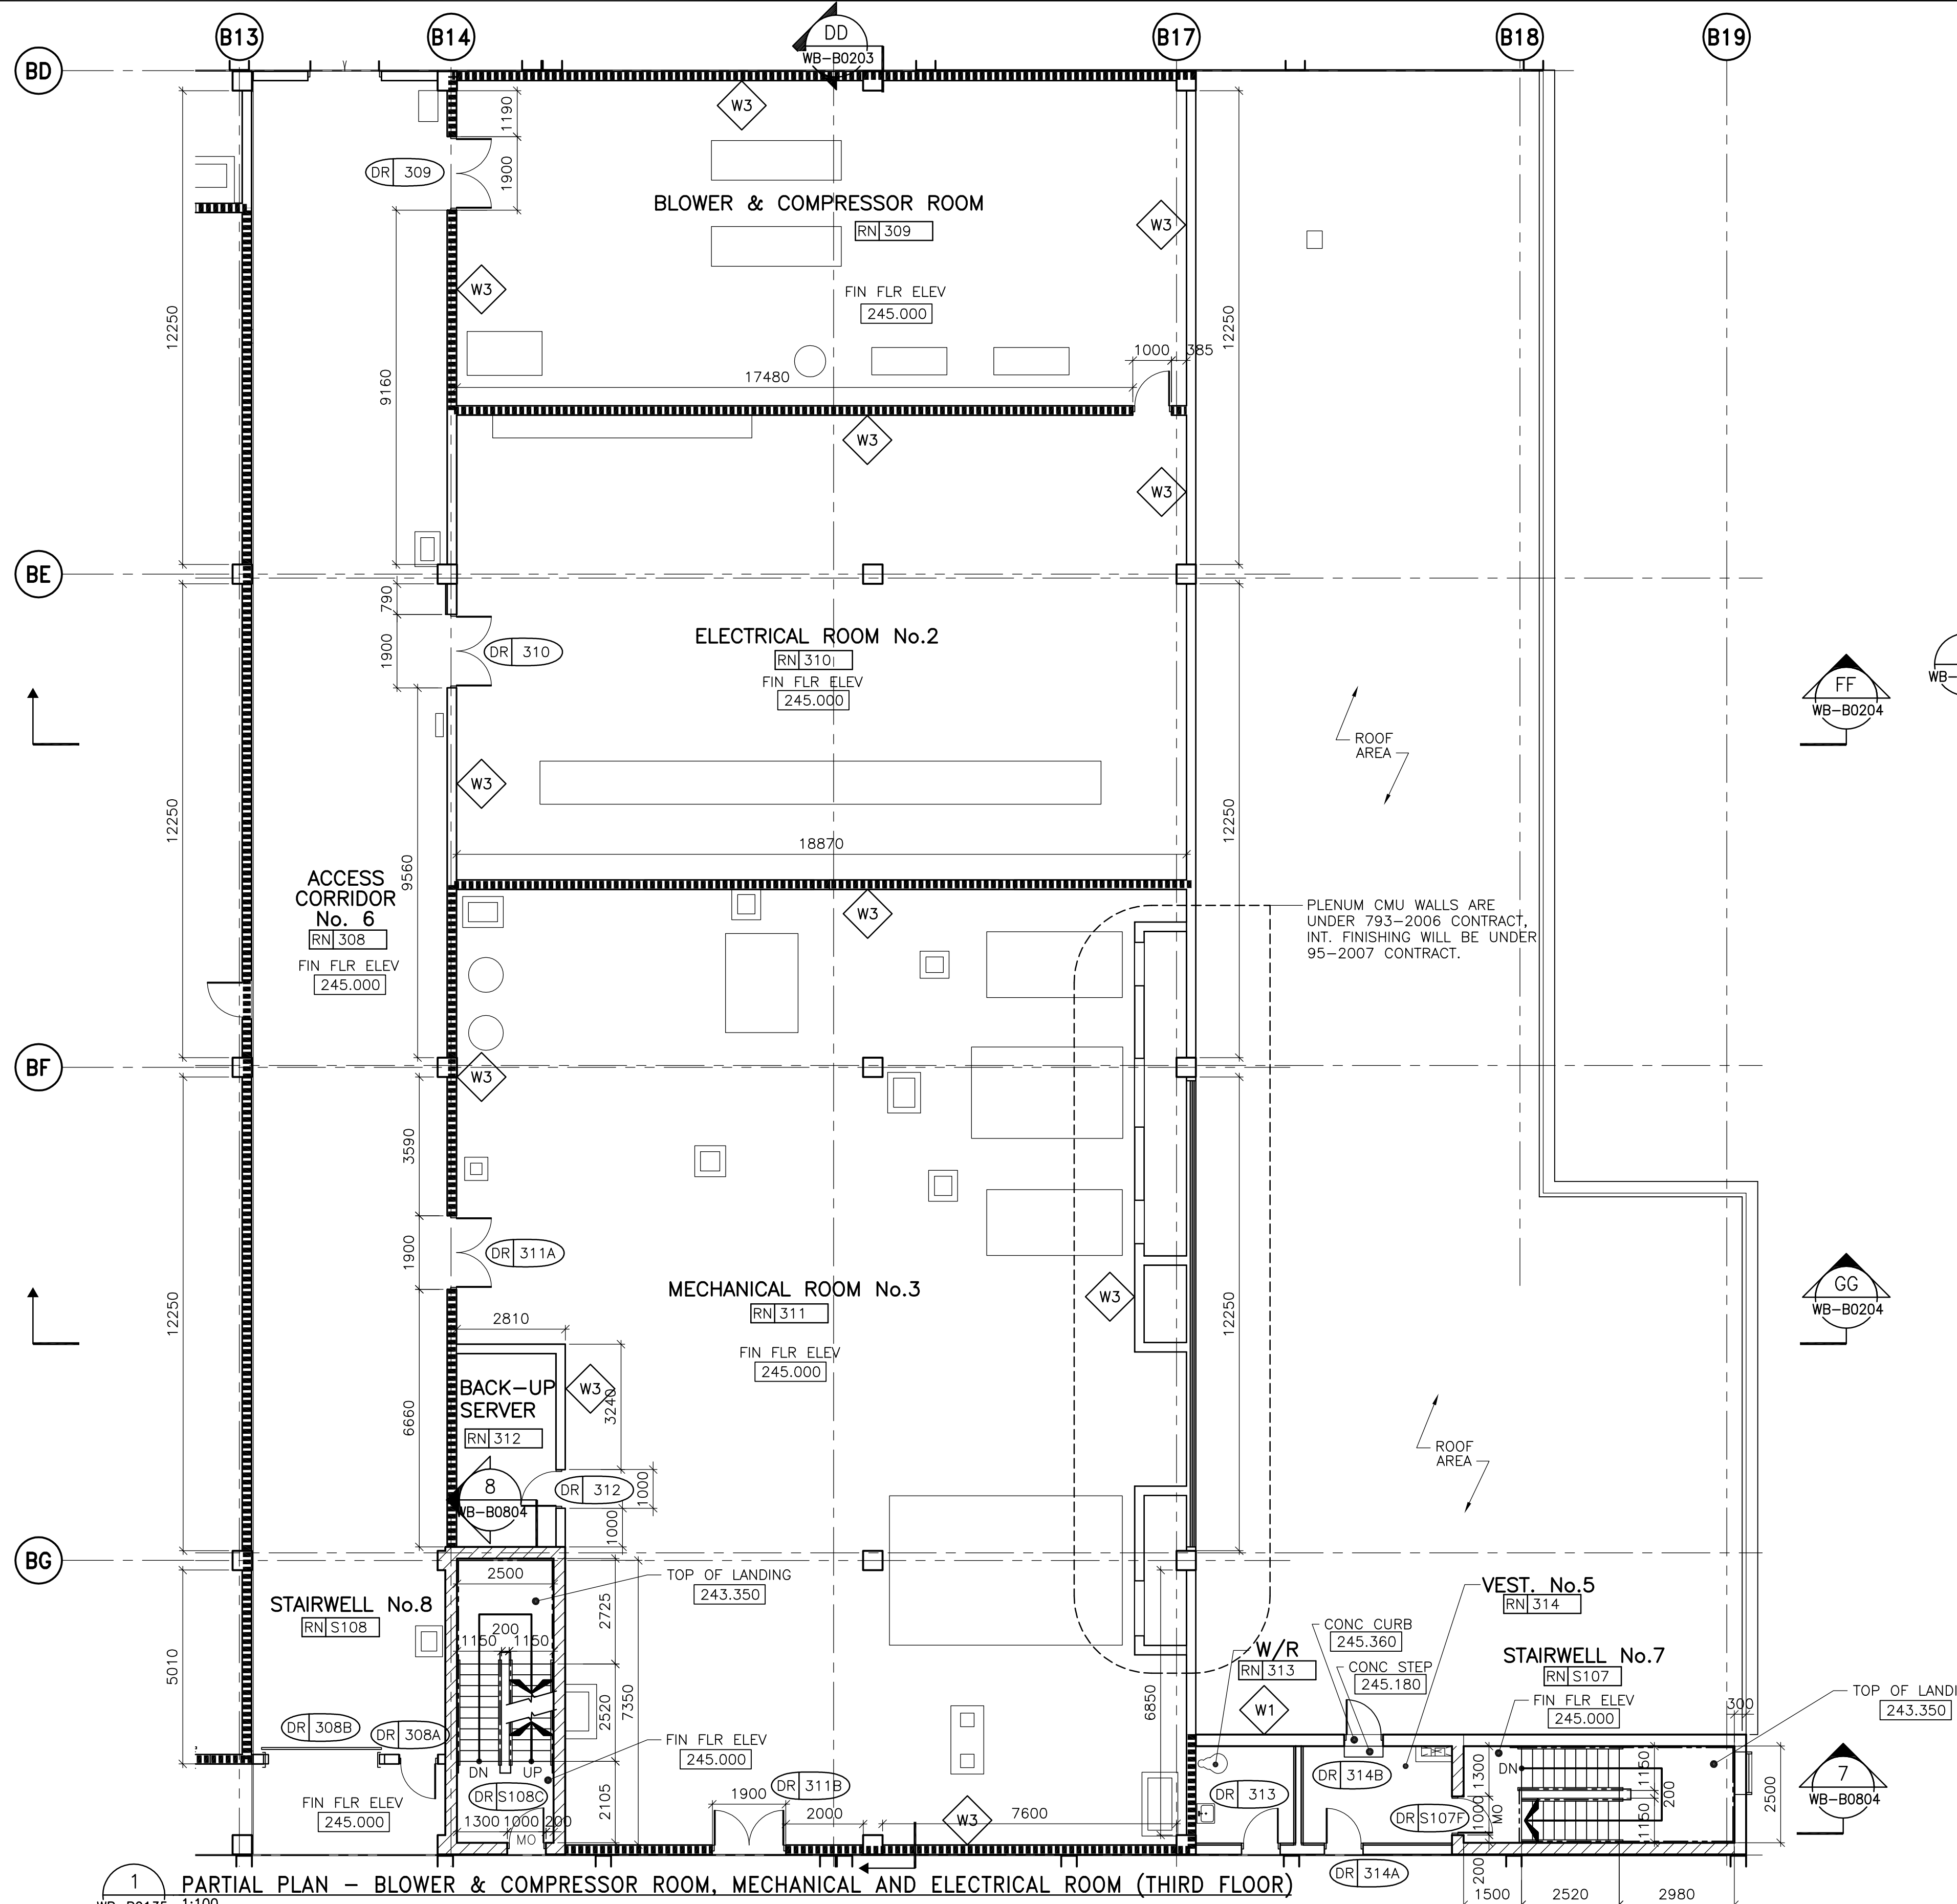 B13
B14
DD
WB-B0203
B17
B18
B19
BD
W3
1190
DR 309
1900
BLOWER & COMPRESSOR ROOM
RN 309
W3
W3
FIN FLR ELEV
245.000
12250
12250
9160
1000
385
17480
W3
W3
BE
790
1900
DR 310
ELECTRICAL ROOM No.2
RN 310
FIN FLR ELEV
245.000
FF
WB-B0204
ROOF
AREA
W3
12250
12250
18870
9560
ACCESS
CORRIDOR
No. 6
RN 308
FIN FLR ELEV
245.000
W3
PLENUM CMU WALLS ARE
UNDER 793-2006 CONTRACT,
INT. FINISHING WILL BE UNDER
95-2007 CONTRACT.
BF
W3
3590
1900
DR 311A
MECHANICAL ROOM No.3
RN 311
FIN FLR ELEV
245.000
W3
GG
WB-B0204
12250
12250
2810
BACK-UP
SERVER
RN 312
W3
3240
6660
8
WB-B0804
DR 312
1000
1000
ROOF
AREA
BG
2500
TOP OF LANDING
243.350
2725
STAIRWELL No.8
RN S108
200
1150
1150
5010
2520
7350
6850
VEST. No.5
RN 314
CONC CURB
245.360
W/R
RN 313
CONC STEP
245.180
STAIRWELL No.7
RN S107
FIN FLR ELEV
245.000
300
TOP OF LANDI
243.350
W1
DR 308B
DR 308A
FIN FLR ELEV
245.000
DN
UP
DR S108C
2105
1900
DR 311B
2000
W3
7600
DR 313
DR 314B
DR S107F
1300
1000
MO
DN
1150
200
1150
2500
7
WB-B0804
FIN FLR ELEV
245.000
1300
1000
200
MO
DR 314A
200
1500
2520
2980
1
PARTIAL PLAN - BLOWER & COMPRESSOR ROOM, MECHANICAL AND ELECTRICAL ROOM (THIRD FLOOR)
1:100